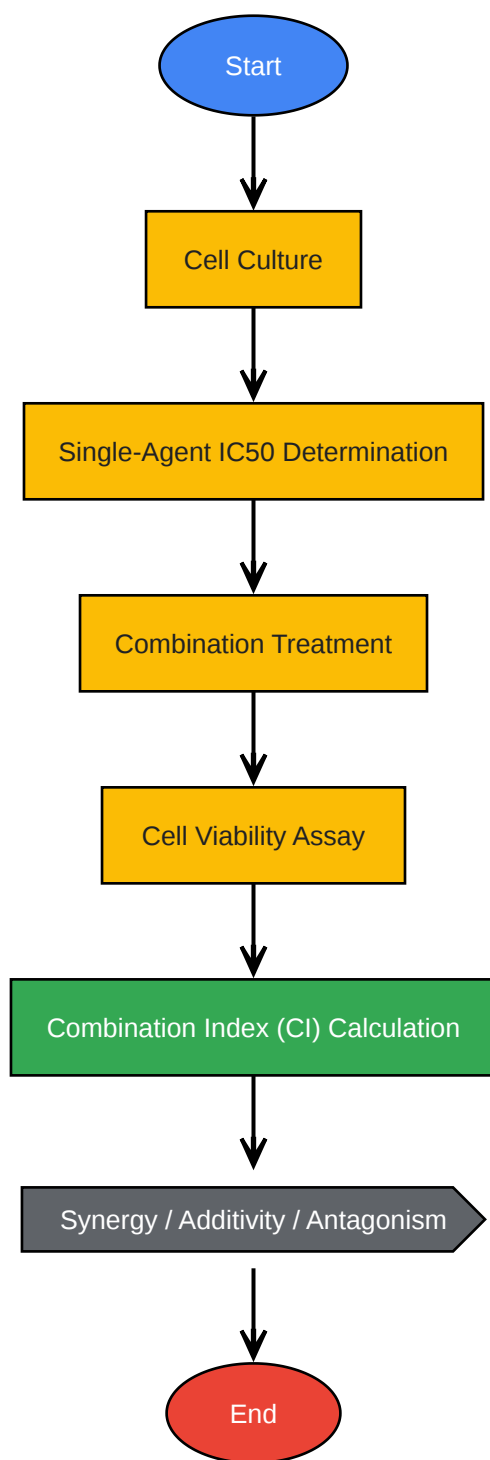 Start
Cell Culture
Single-Agent IC50 Determination
Combination Treatment
Cell Viability Assay
Combination Index (CI) Calculation
Synergy / Additivity / Antagonism
End